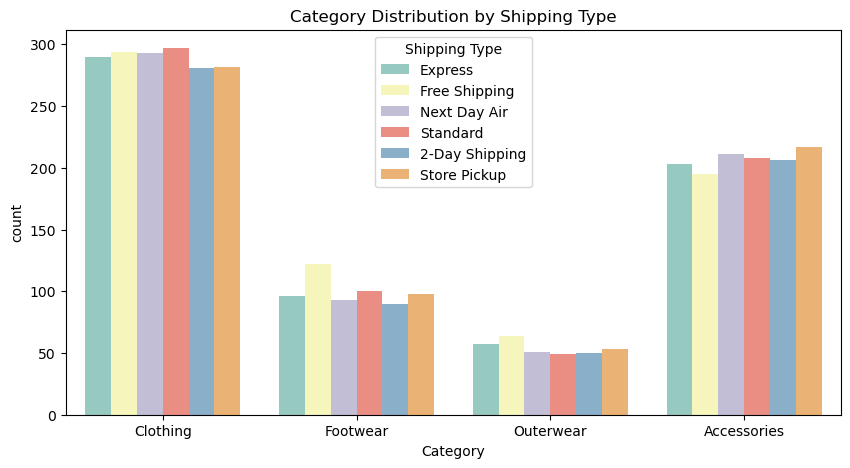 Category Distribution by Shipping Type
300
250
200
150
100
50
0
count
Shipping Type
Express
Free Shipping
Next Day Air
Standard
2-Day Shipping
Store Pickup
Clothing
Footwear
Outerwear
Accessories
Category